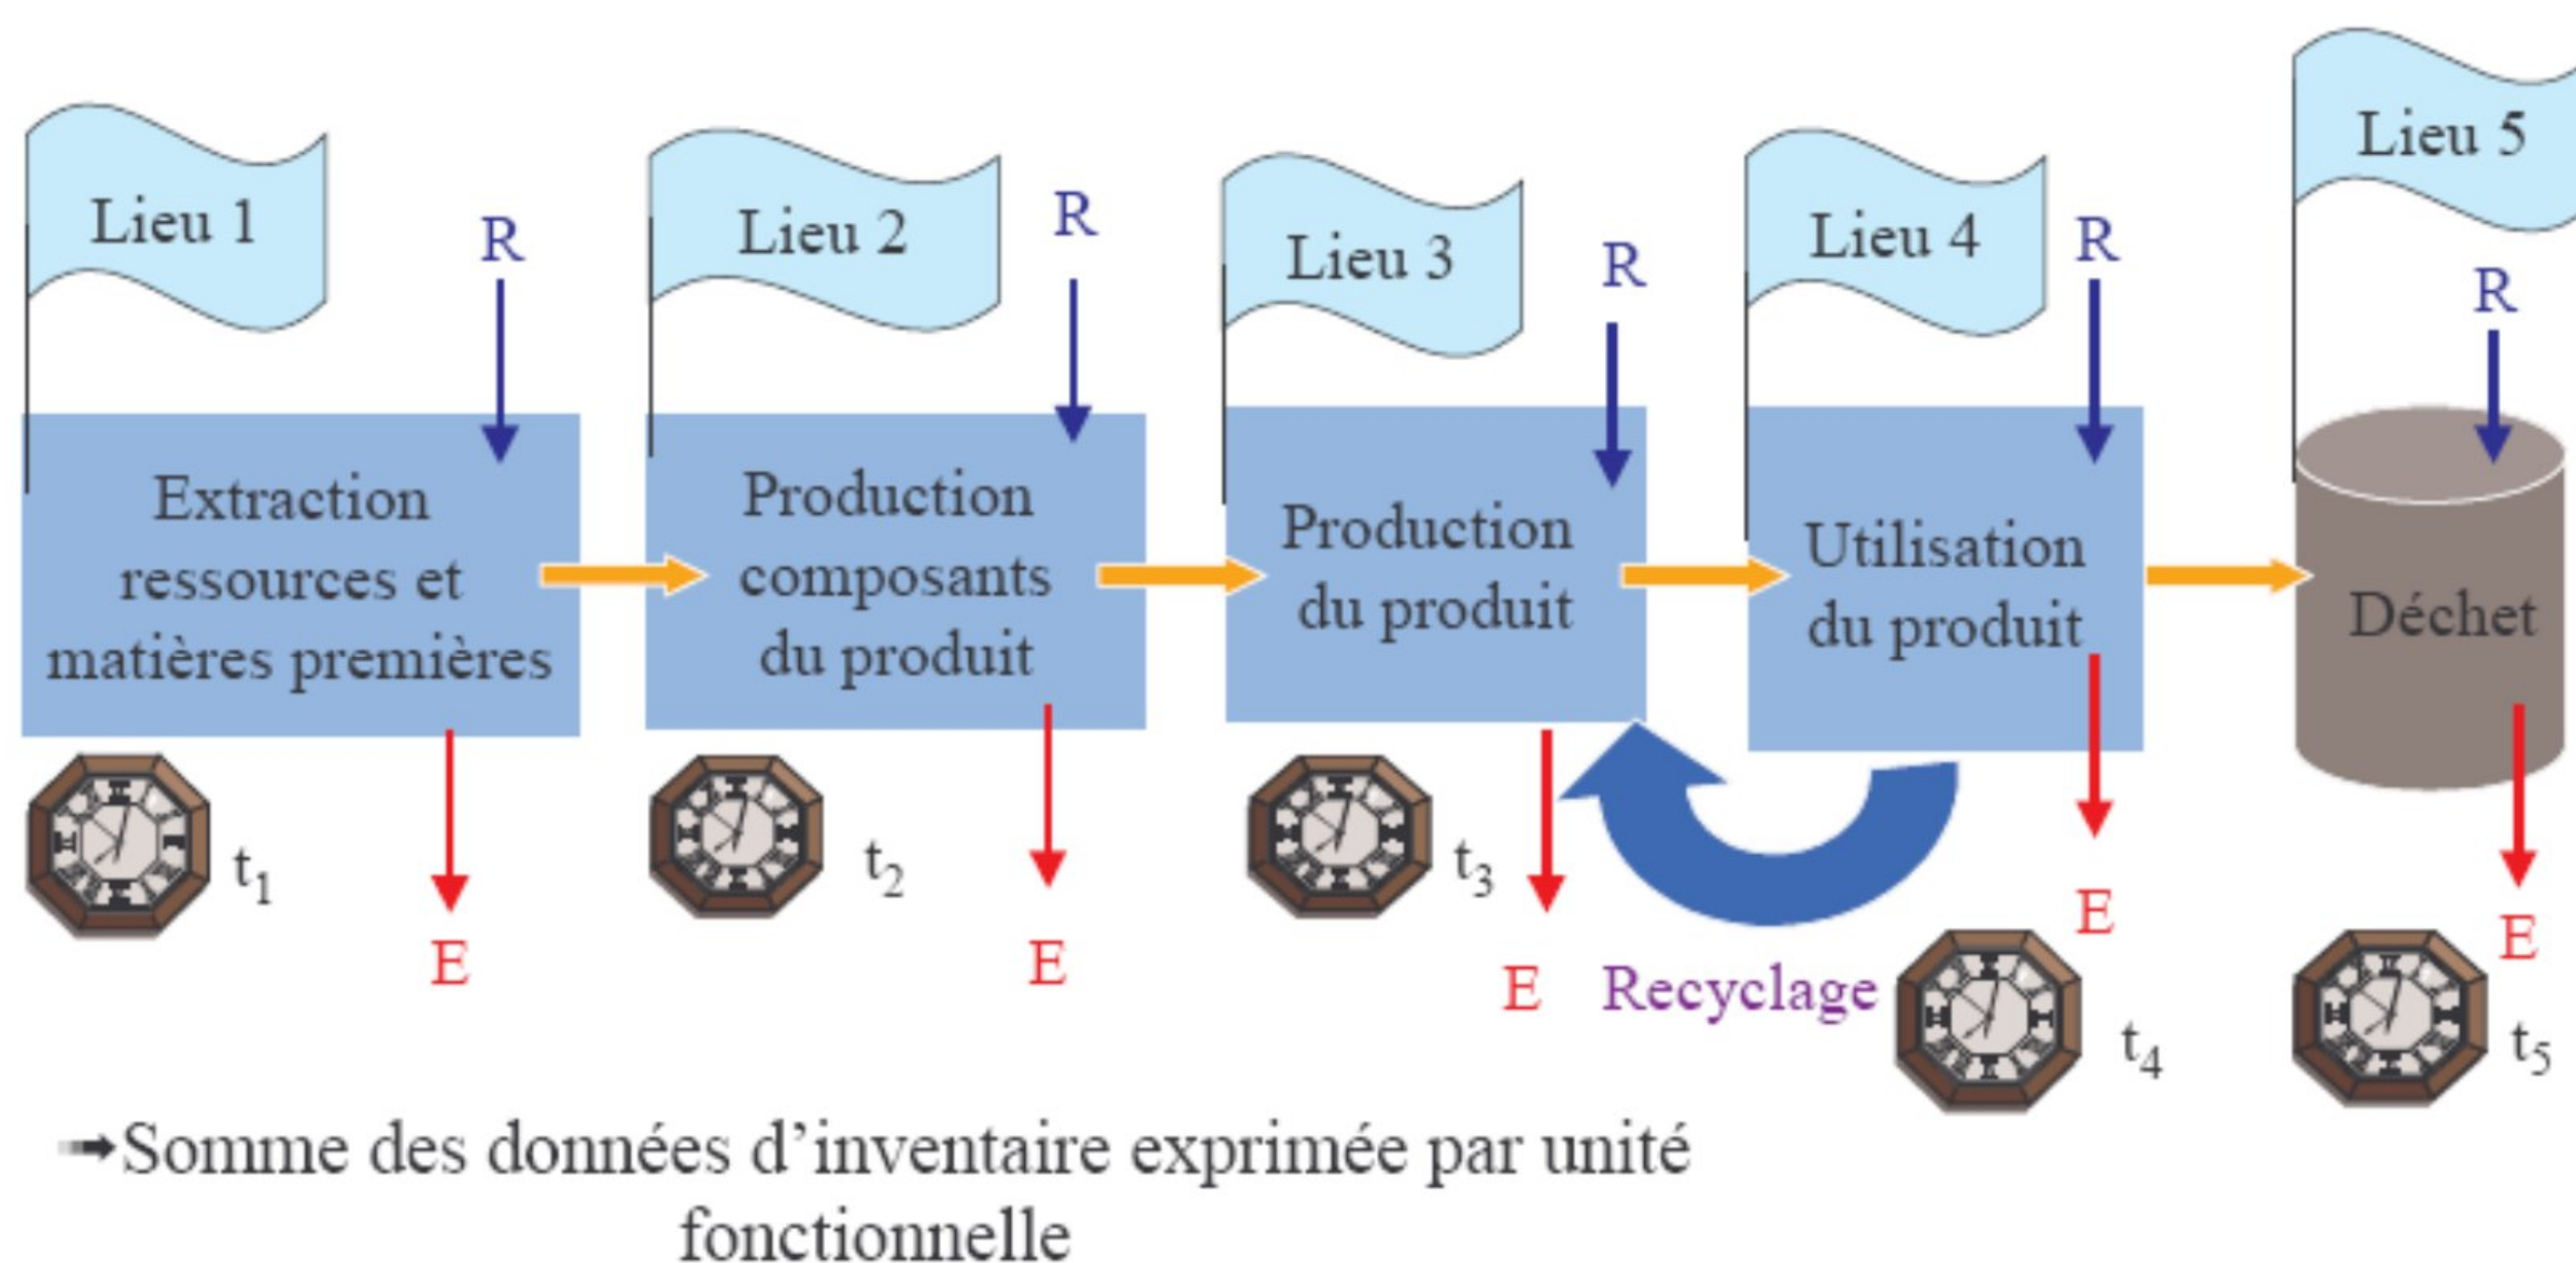 Lieu 1
R
Lieu 2
R
Lieu 3
R
Lieu 4
R
Lieu 5
R
Extraction
ressources et
matières premières
Production
composants
du produit
Production
du produit
Utilisation
du produit
Déchet
t1
E
t2
E
t3
E
Recyclage
E
t4
E
t5
Somme des données d’inventaire exprimée par unité
fonctionnelle